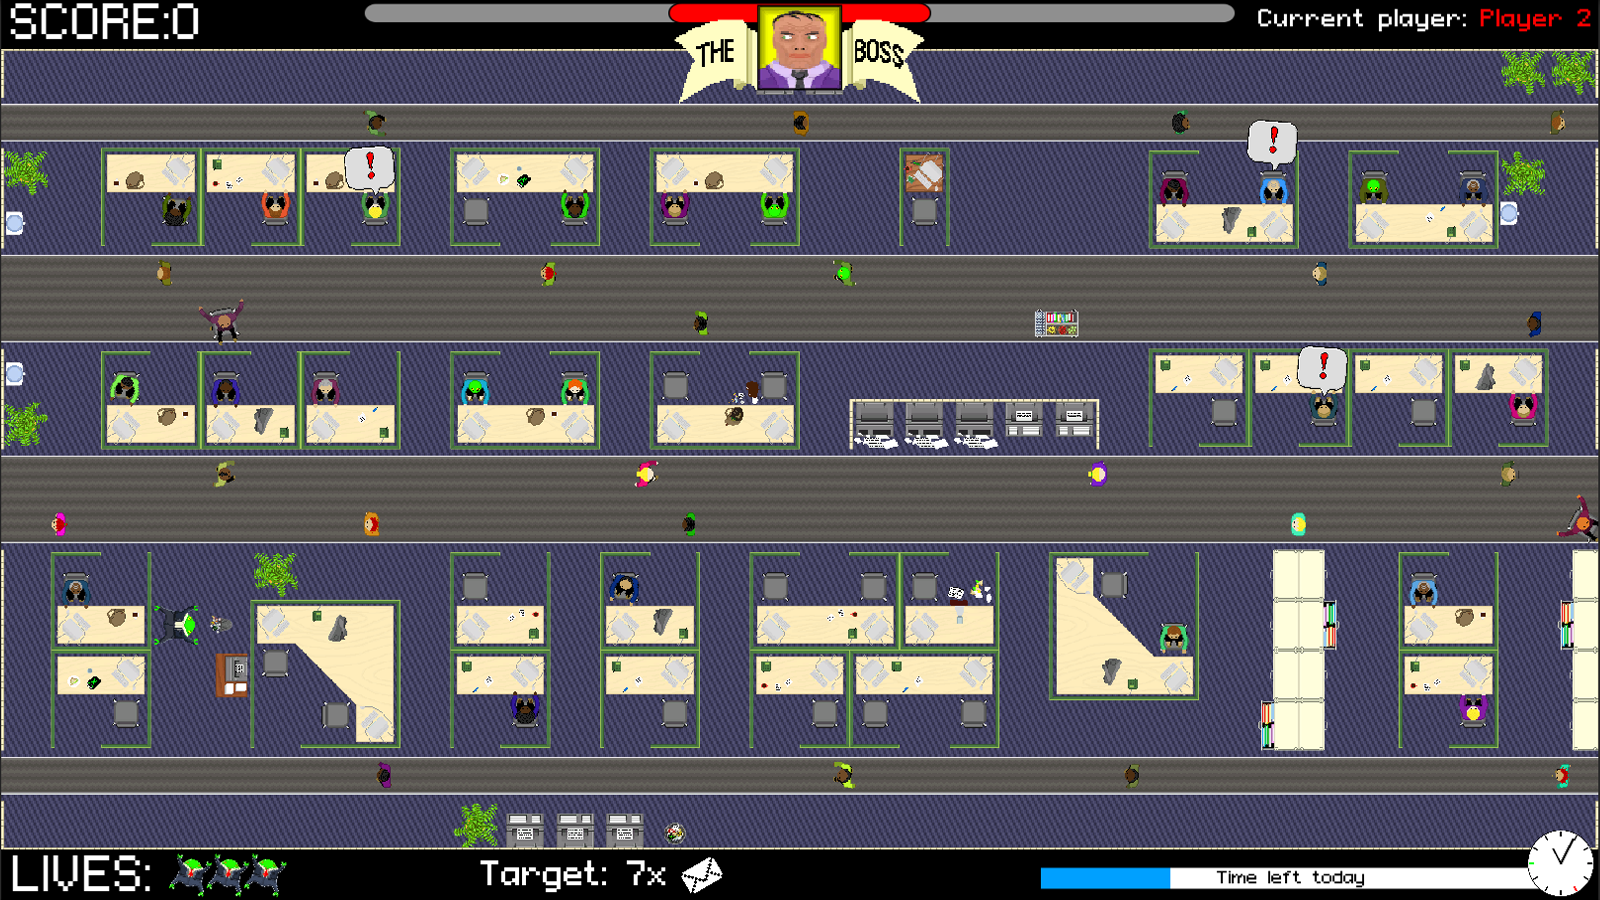 SCORE:0
THE BOSS
Current player: Player 2
!
!
!
LIVES:
Target: 7x
Time left today